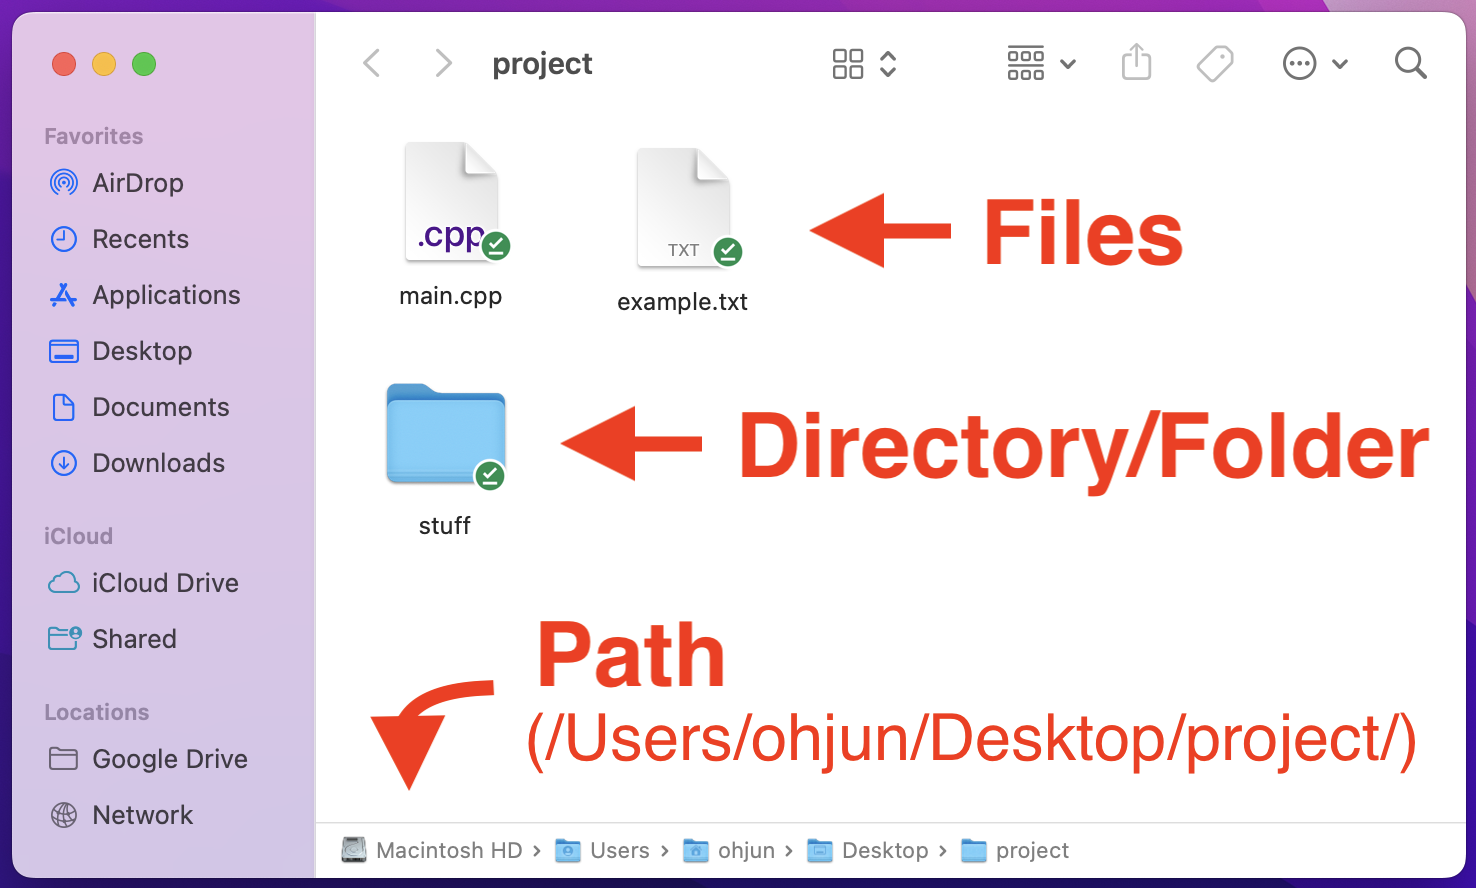 project
Favorites
AirDrop
Recents
Applications
Desktop
Documents
Downloads
iCloud
iCloud Drive
Shared
Locations
Google Drive
Network
.cpp
main.cpp
TXT
example.txt
Files
stuff
Directory/Folder
Path
(/Users/ohjun/Desktop/project/)
Macintosh HD › Users › ohjun › Desktop › project